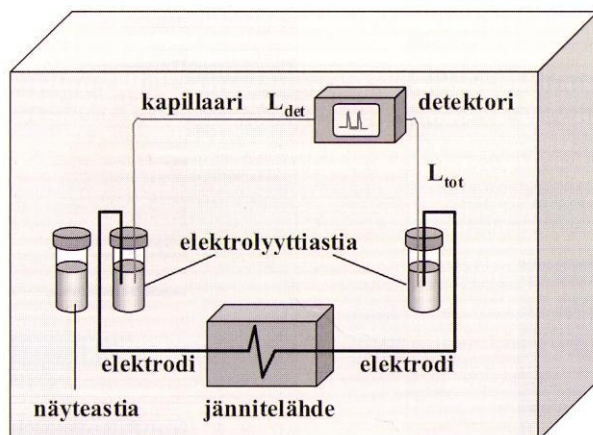 kapillaari L_det detektori
L_tot
elektrolyyttiastia
elektrodi elektrodi
näyteastia jännitelähde